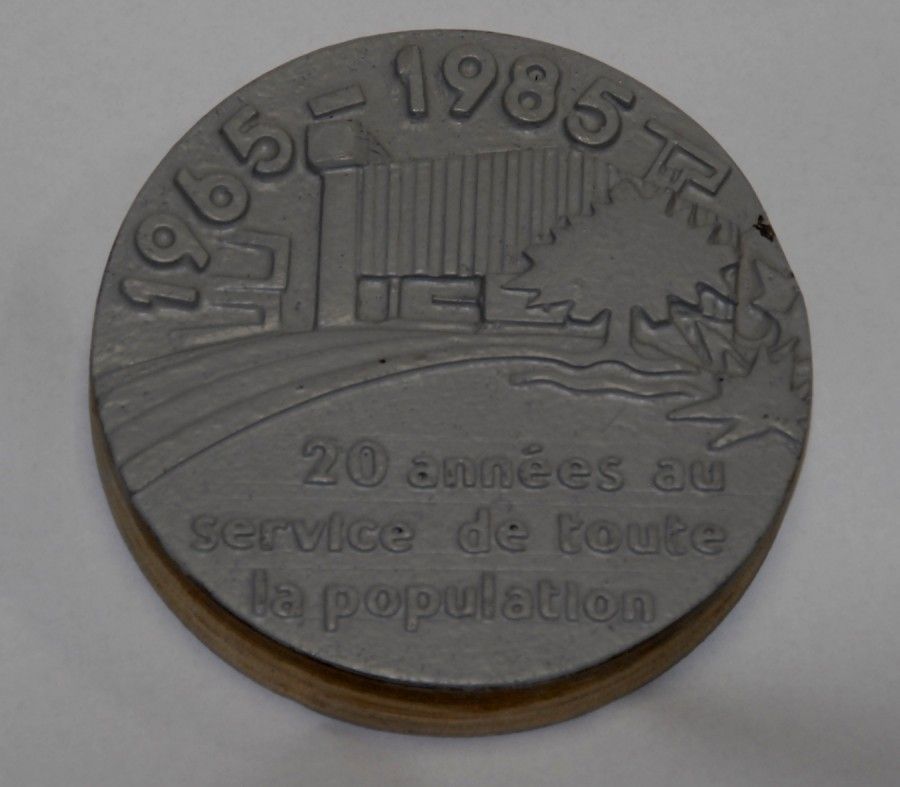 1965-1985
20 années au
service de toute
la population